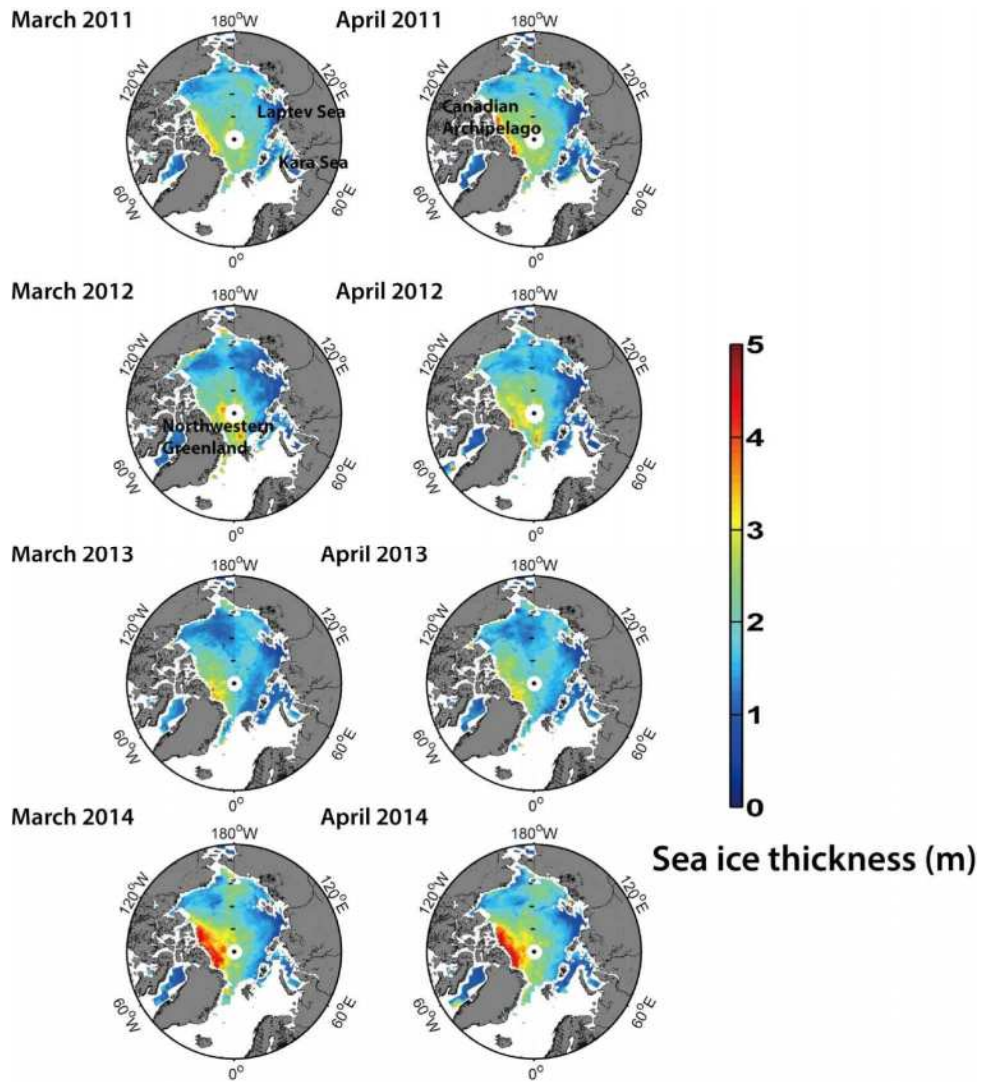 March 2011
April 2011
180°W
180°W
120°W
120°E
120°W
120°E
Laptev Sea
Canadian
Archipelago
Kara Sea
60°W
60°E
60°W
60°E
0°
0°
March 2012
April 2012
180°W
180°W
120°W
120°E
120°W
120°E
Northwestern
Greenland
60°W
60°E
60°W
60°E
0°
0°
March 2013
April 2013
180°W
180°W
120°W
120°E
120°W
120°E
60°W
60°E
60°W
60°E
0°
0°
March 2014
April 2014
180°W
180°W
120°W
120°E
120°W
120°E
60°W
60°E
60°W
60°E
0°
0°
5
4
3
2
1
0
Sea ice thickness (m)